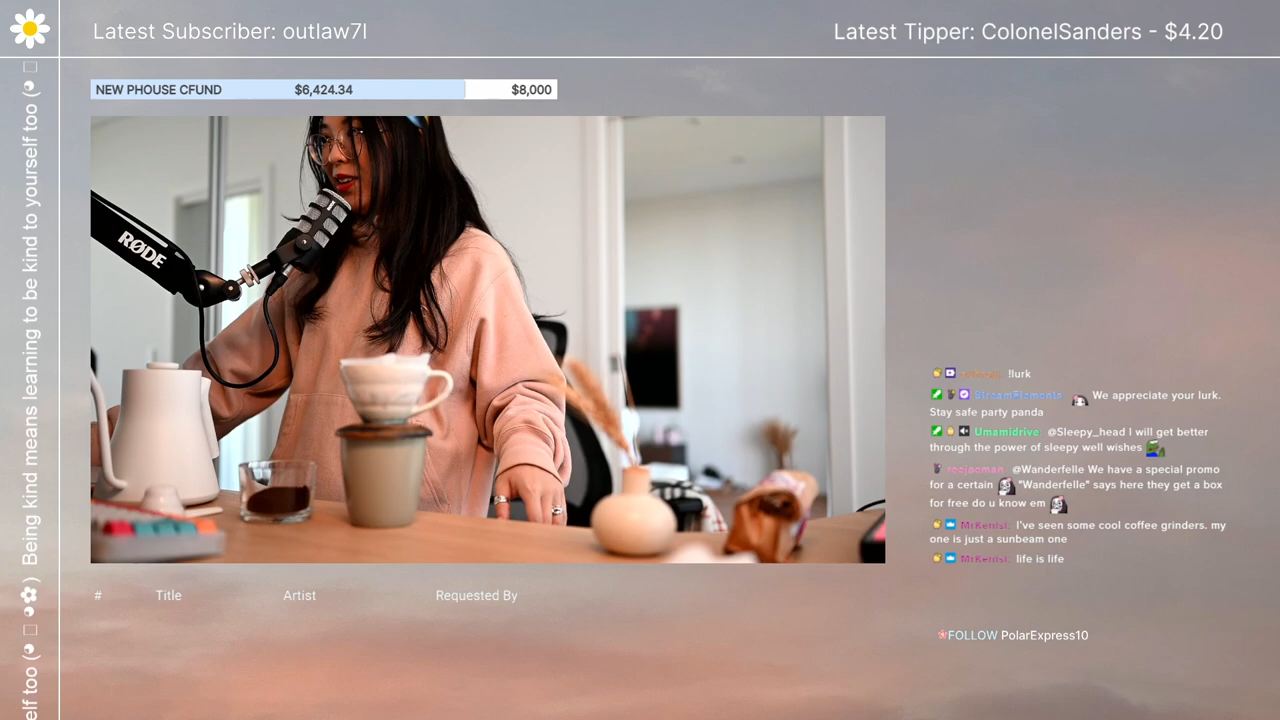 Latest Subscriber: outlaw7l
Latest Tipper: ColonelSanders - $4.20
NEW PHOUSE CFUND $6,424.34 $8,000
Being kind means learning to be kind to yourself too (
elf too (
RØDE
!lurk
StreamElements We appreciate your lurk.
Stay safe party panda
Umamidrive @Sleepy_head I will get better
through the power of sleepy well wishes
@Wanderfelle We have a special promo
for a certain "Wanderfelle" says here they get a box
for free do u know em
I've seen some cool coffee grinders. my
one is just a sunbeam one
life is life
# Title Artist Requested By
FOLLOW PolarExpress10